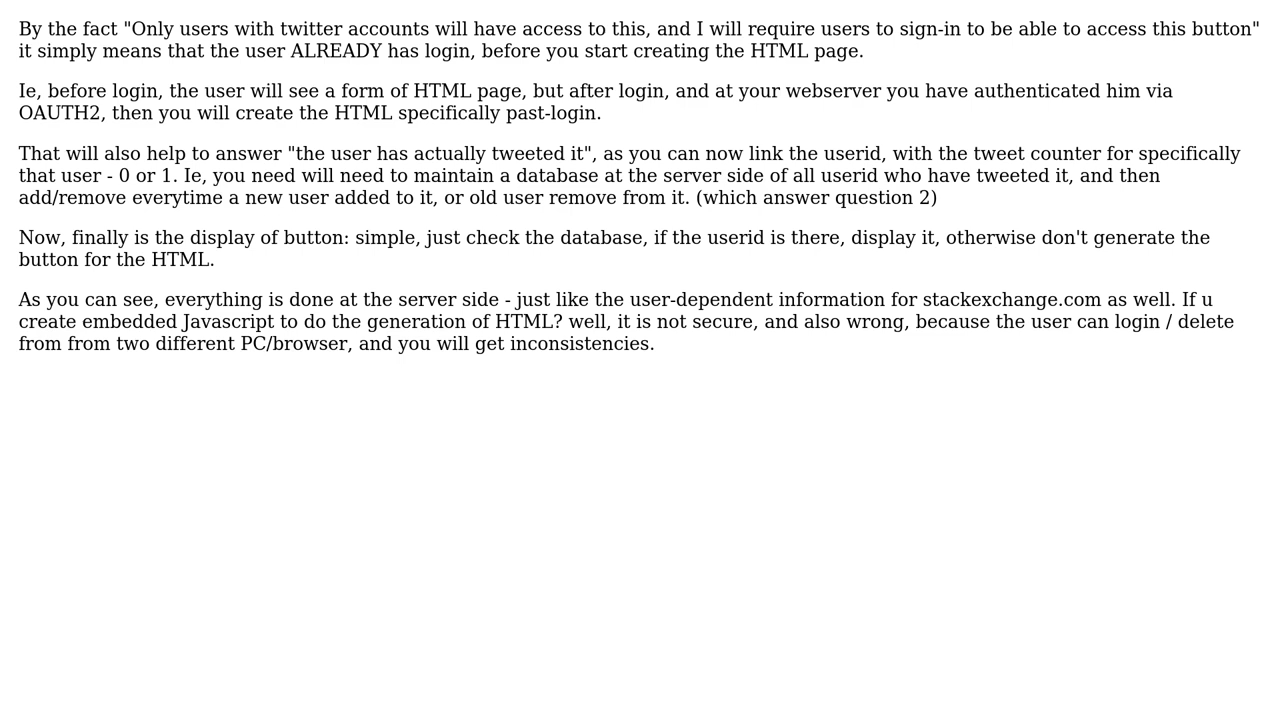 By the fact "Only users with twitter accounts will have access to this, and I will require users to sign-in to be able to access this button"
it simply means that the user ALREADY has login, before you start creating the HTML page.
Ie, before login, the user will see a form of HTML page, but after login, and at your webserver you have authenticated him via
OAUTH2, then you will create the HTML specifically past-login.
That will also help to answer "the user has actually tweeted it", as you can now link the userid, with the tweet counter for specifically
that user - 0 or 1. Ie, you need will need to maintain a database at the server side of all userid who have tweeted it, and then
add/remove everytime a new user added to it, or old user remove from it. (which answer question 2)
Now, finally is the display of button: simple, just check the database, if the userid is there, display it, otherwise don't generate the
button for the HTML.
As you can see, everything is done at the server side - just like the user-dependent information for stackexchange.com as well. If u
create embedded Javascript to do the generation of HTML? well, it is not secure, and also wrong, because the user can login / delete
from from two different PC/browser, and you will get inconsistencies.